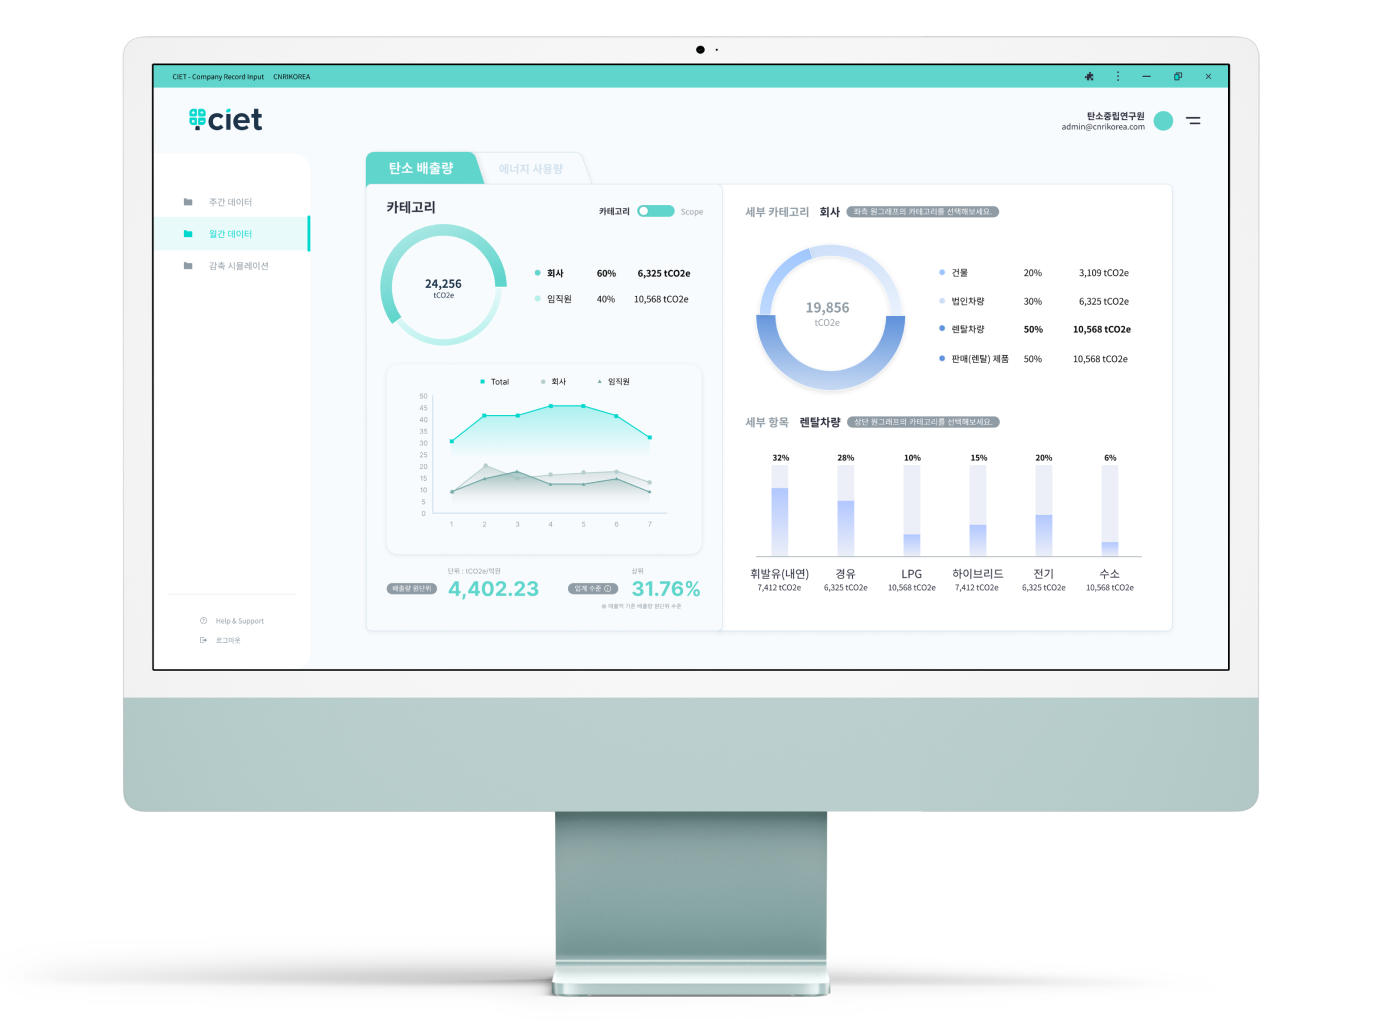 CIET - Company Record Input CNRIKOREA
ciet
탄소중립연구원
admin@cnrikorea.com
주간 데이터
월간 데이터
감축 시뮬레이션
Help & Support
로그아웃
탄소 배출량
에너지 사용량
카테고리
카테고리 Scope
24,256
tCO2e
회사 60% 6,325 tCO2e
임직원 40% 10,568 tCO2e
Total 회사 임직원
50
45
40
35
30
25
20
15
10
5
0
1 2 3 4 5 6 7
단위 : tCO2e/억원
배출량 원단위 4,402.23
상위
업계 수준 31.76%
※ 매출액 기준 배출량 원단위 수준
세부 카테고리 회사 좌측 원그래프의 카테고리를 선택해보세요.
19,856
tCO2e
건물 20% 3,109 tCO2e
법인차량 30% 6,325 tCO2e
렌탈차량 50% 10,568 tCO2e
판매(렌탈) 제품 50% 10,568 tCO2e
세부 항목 렌탈차량 상단 원그래프의 카테고리를 선택해보세요.
32% 28% 10% 15% 20% 6%
휘발유(내연) 경유 LPG 하이브리드 전기 수소
7,412 tCO2e 6,325 tCO2e 10,568 tCO2e 7,412 tCO2e 6,325 tCO2e 10,568 tCO2e